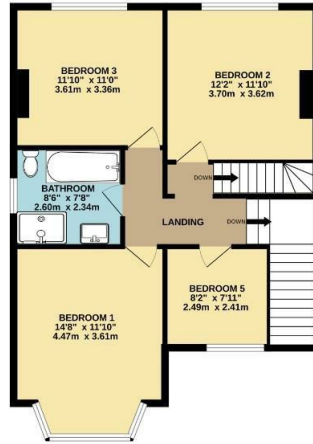 BEDROOM 3
11'10" x 11'0"
3.61m x 3.36m
BEDROOM 2
12'2" x 11'10"
3.70m x 3.62m
BATHROOM
8'6" x 7'8"
2.60m x 2.34m
DOWN
LANDING
DOWN
BEDROOM 1
14'8" x 11'10"
4.47m x 3.61m
BEDROOM 5
8'2" x 7'11"
2.49m x 2.41m